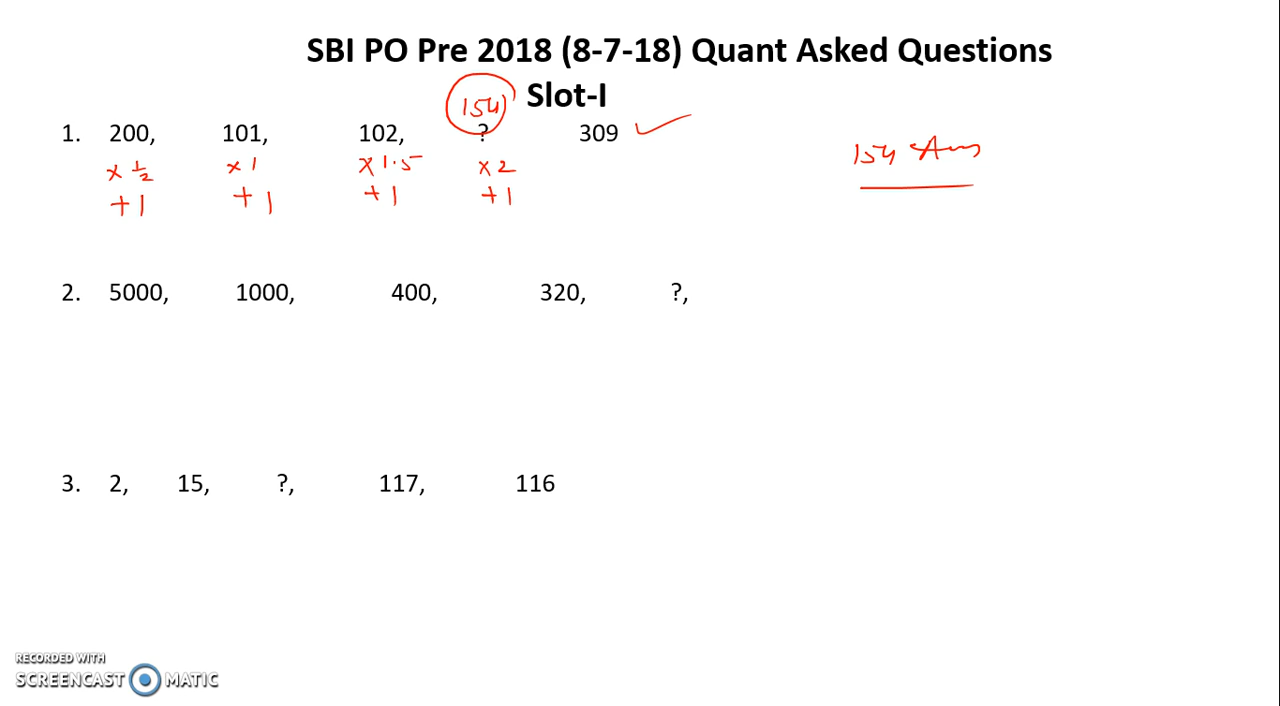 SBI PO Pre 2018 (8-7-18) Quant Asked Questions
Slot-I
154
1. 200, 101, 102, ? 309
154 Ans
x 1/2 x 1 x 1.5 x 2
+1 +1 +1 +1
2. 5000, 1000, 400, 320, ?,
3. 2, 15, ?, 117, 116
RECORDED WITH
SCREENCAST MATIC